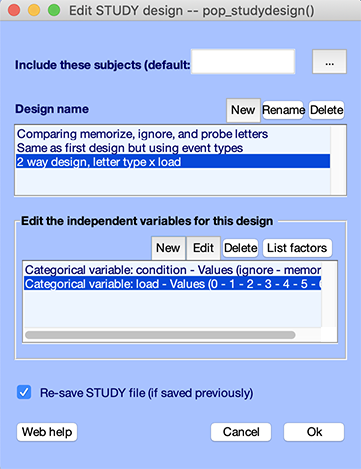 Edit STUDY design -- pop_studydesign()
Include these subjects (default:
...
Design name
New
Rename
Delete
Comparing memorize, ignore, and probe letters
Same as first design but using event types
2 way design, letter type x load
Edit the independent variables for this design
New
Edit
Delete
List factors
Categorical variable: condition - Values (ignore - memor
Categorical variable: load - Values (0 - 1 - 2 - 3 - 4 - 5 - 
Re-save STUDY file (if saved previously)
Web help
Cancel
Ok